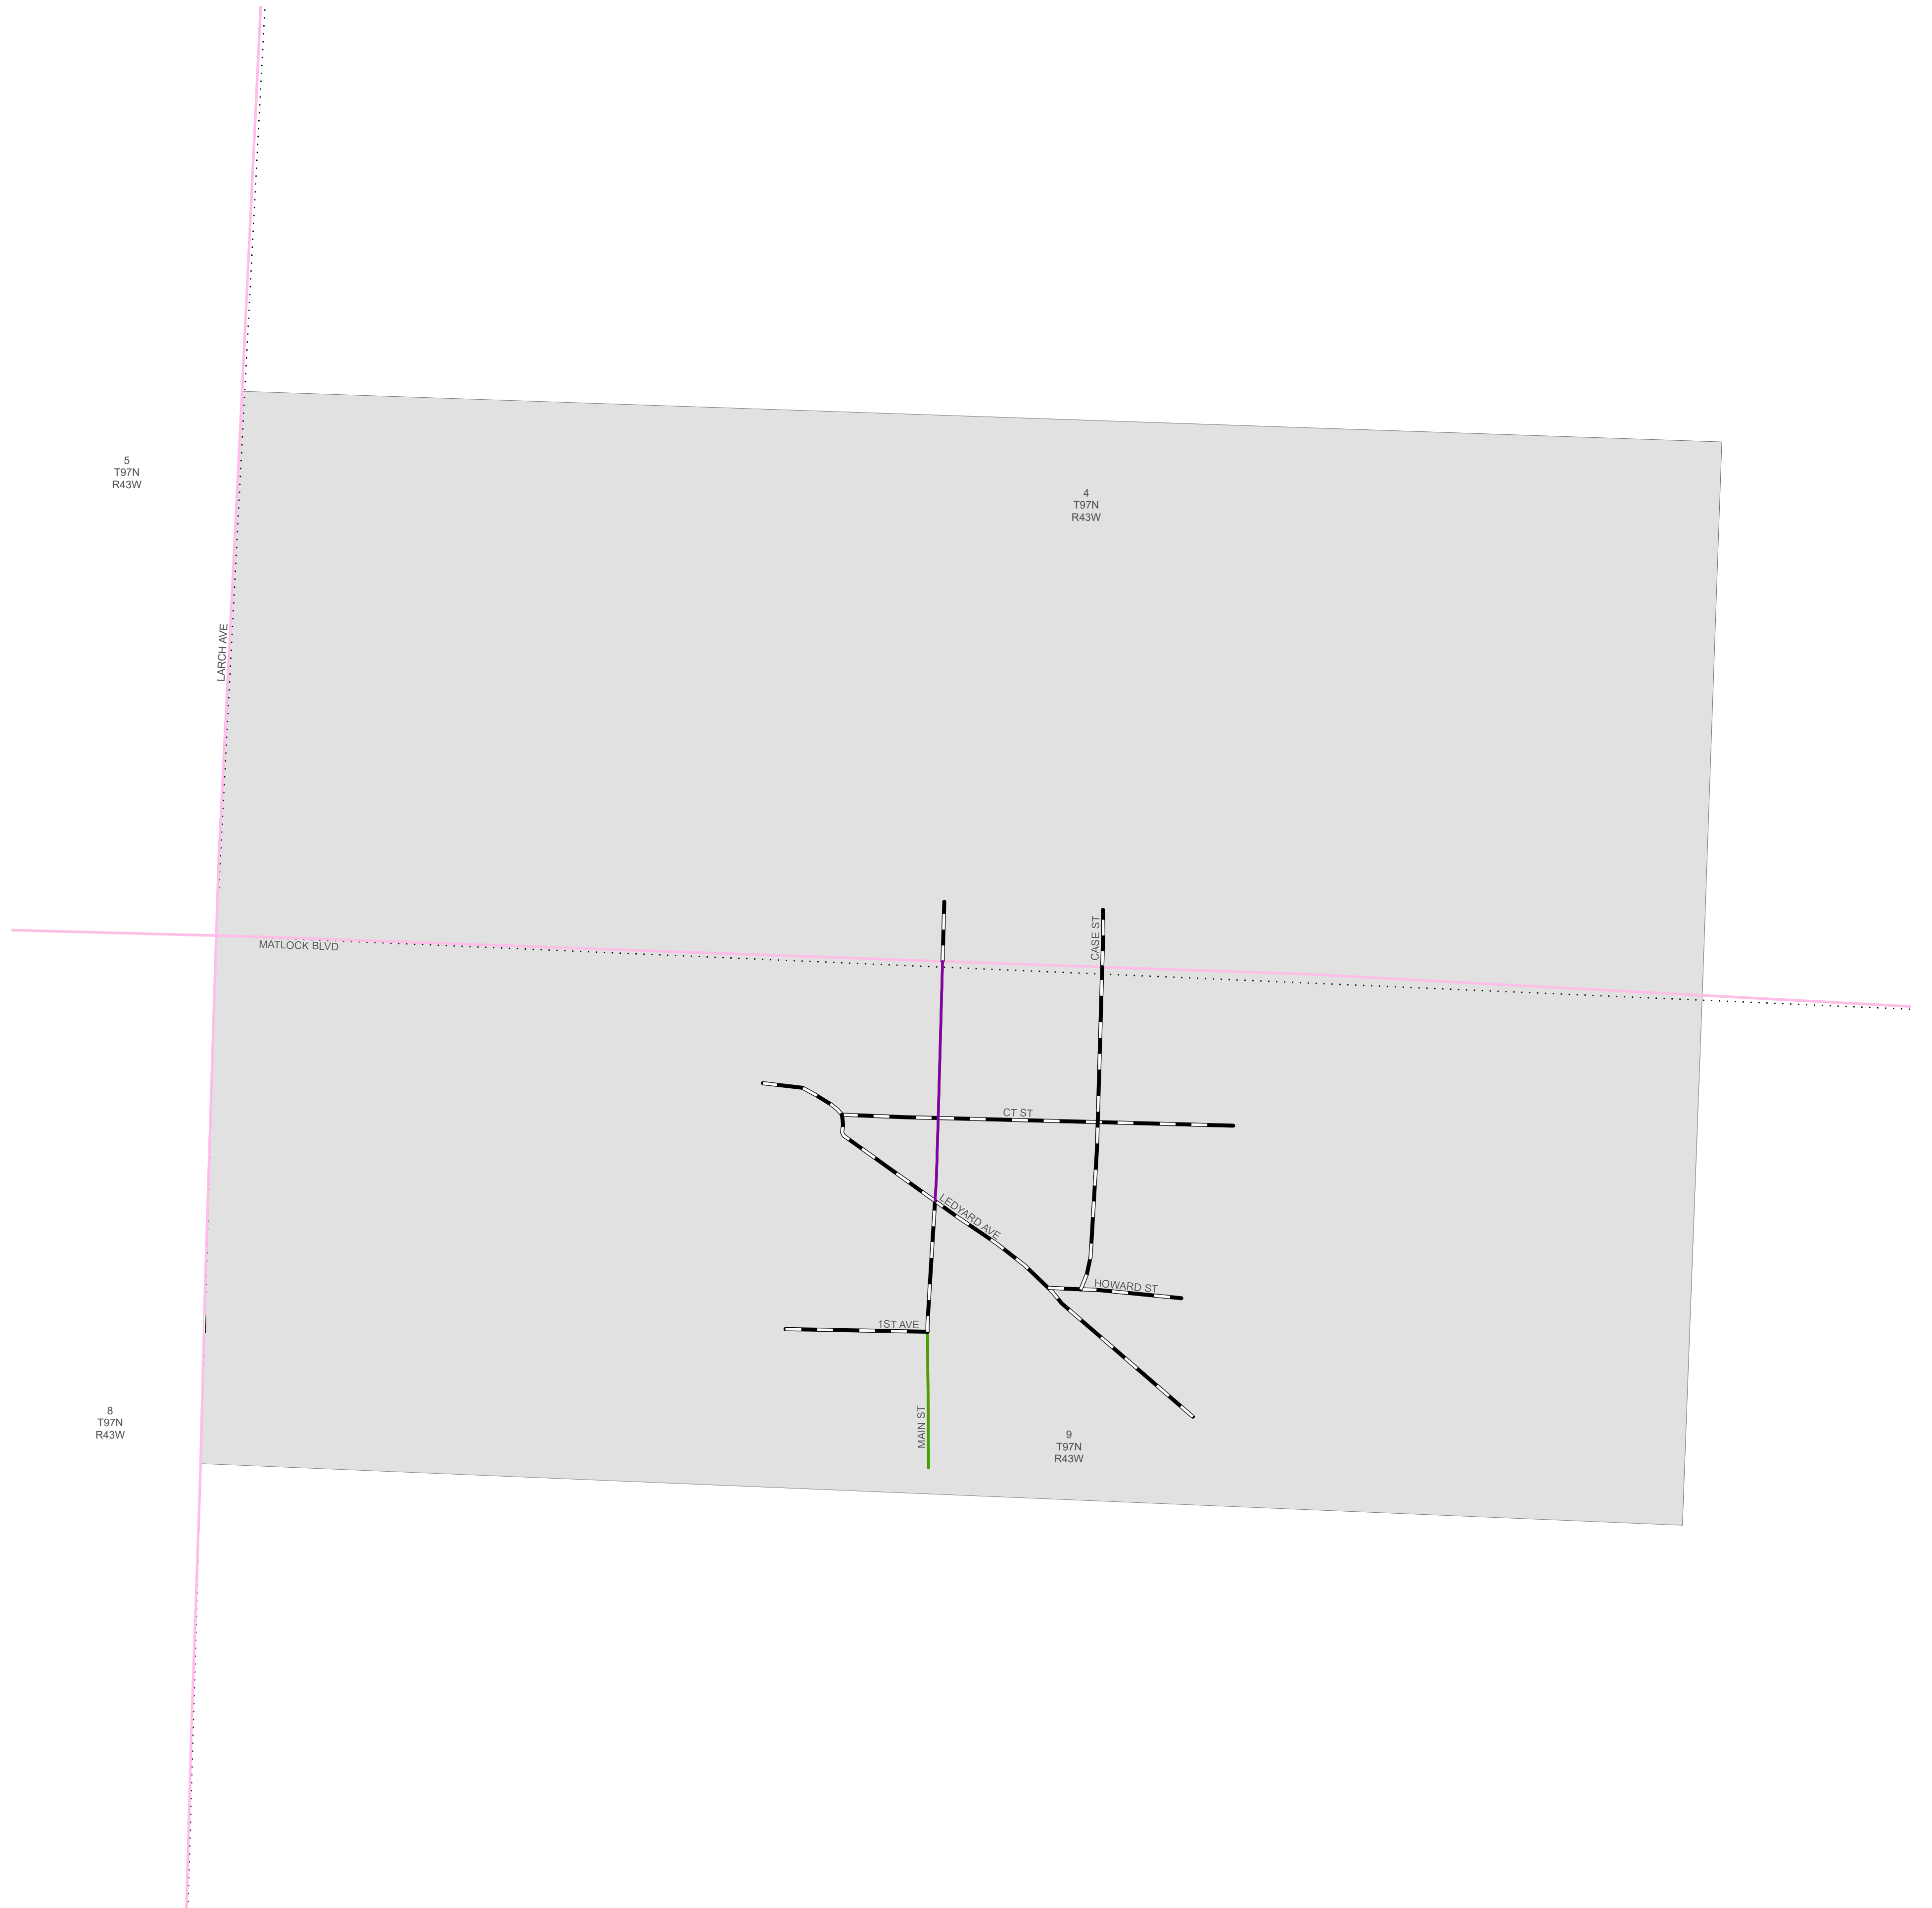 5
T97N
R43W
4
T97N
R43W
LARCH AVE
CASE ST
MATLOCK BLVD
CT ST
LEDYARD AVE
HOWARD ST
1ST AVE
MAIN ST
8
T97N
R43W
9
T97N
R43W